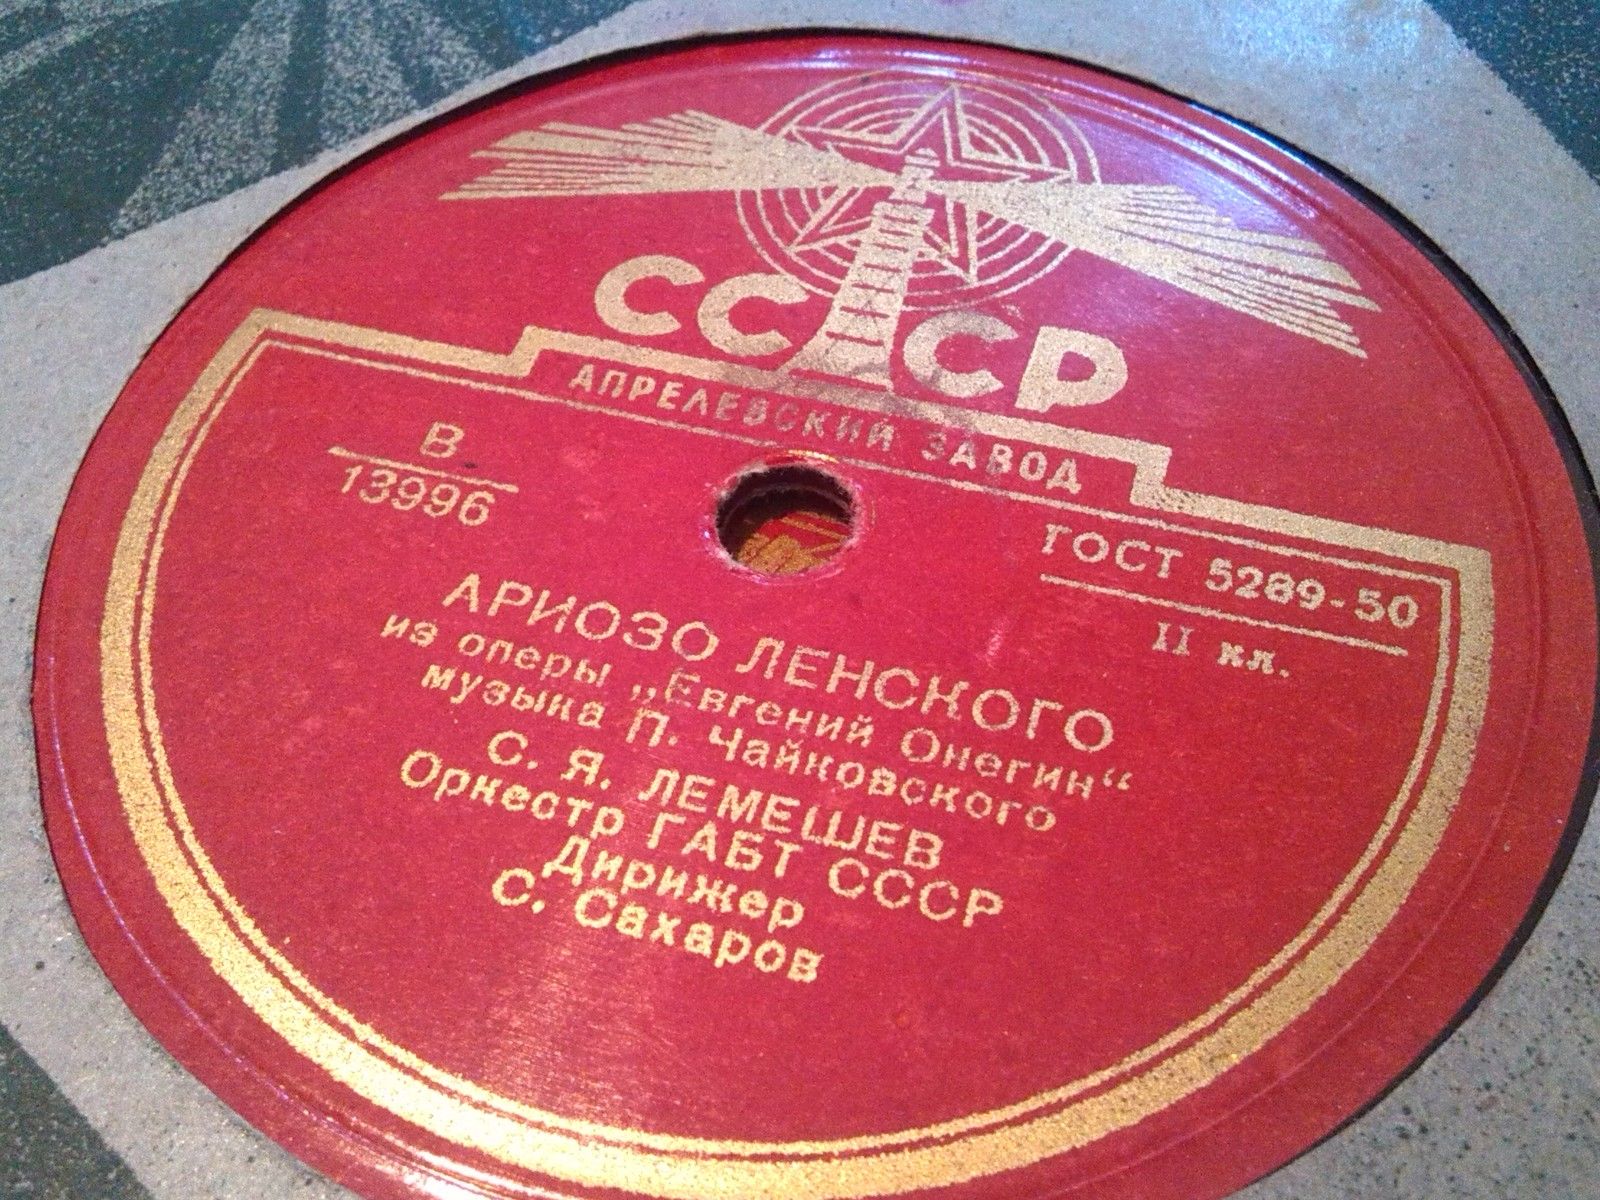 СССР
АПРЕЛЕВСКИЙ ЗАВОД
В
13996
ГОСТ 5289-50
II кл.
АРИОЗО ЛЕНСКОГО
из оперы „Евгений Онегин“
музыка П. Чайковского
С. Я. ЛЕМЕШЕВ
Оркестр ГАБТ СССР
Дирижер
С. Сахаров